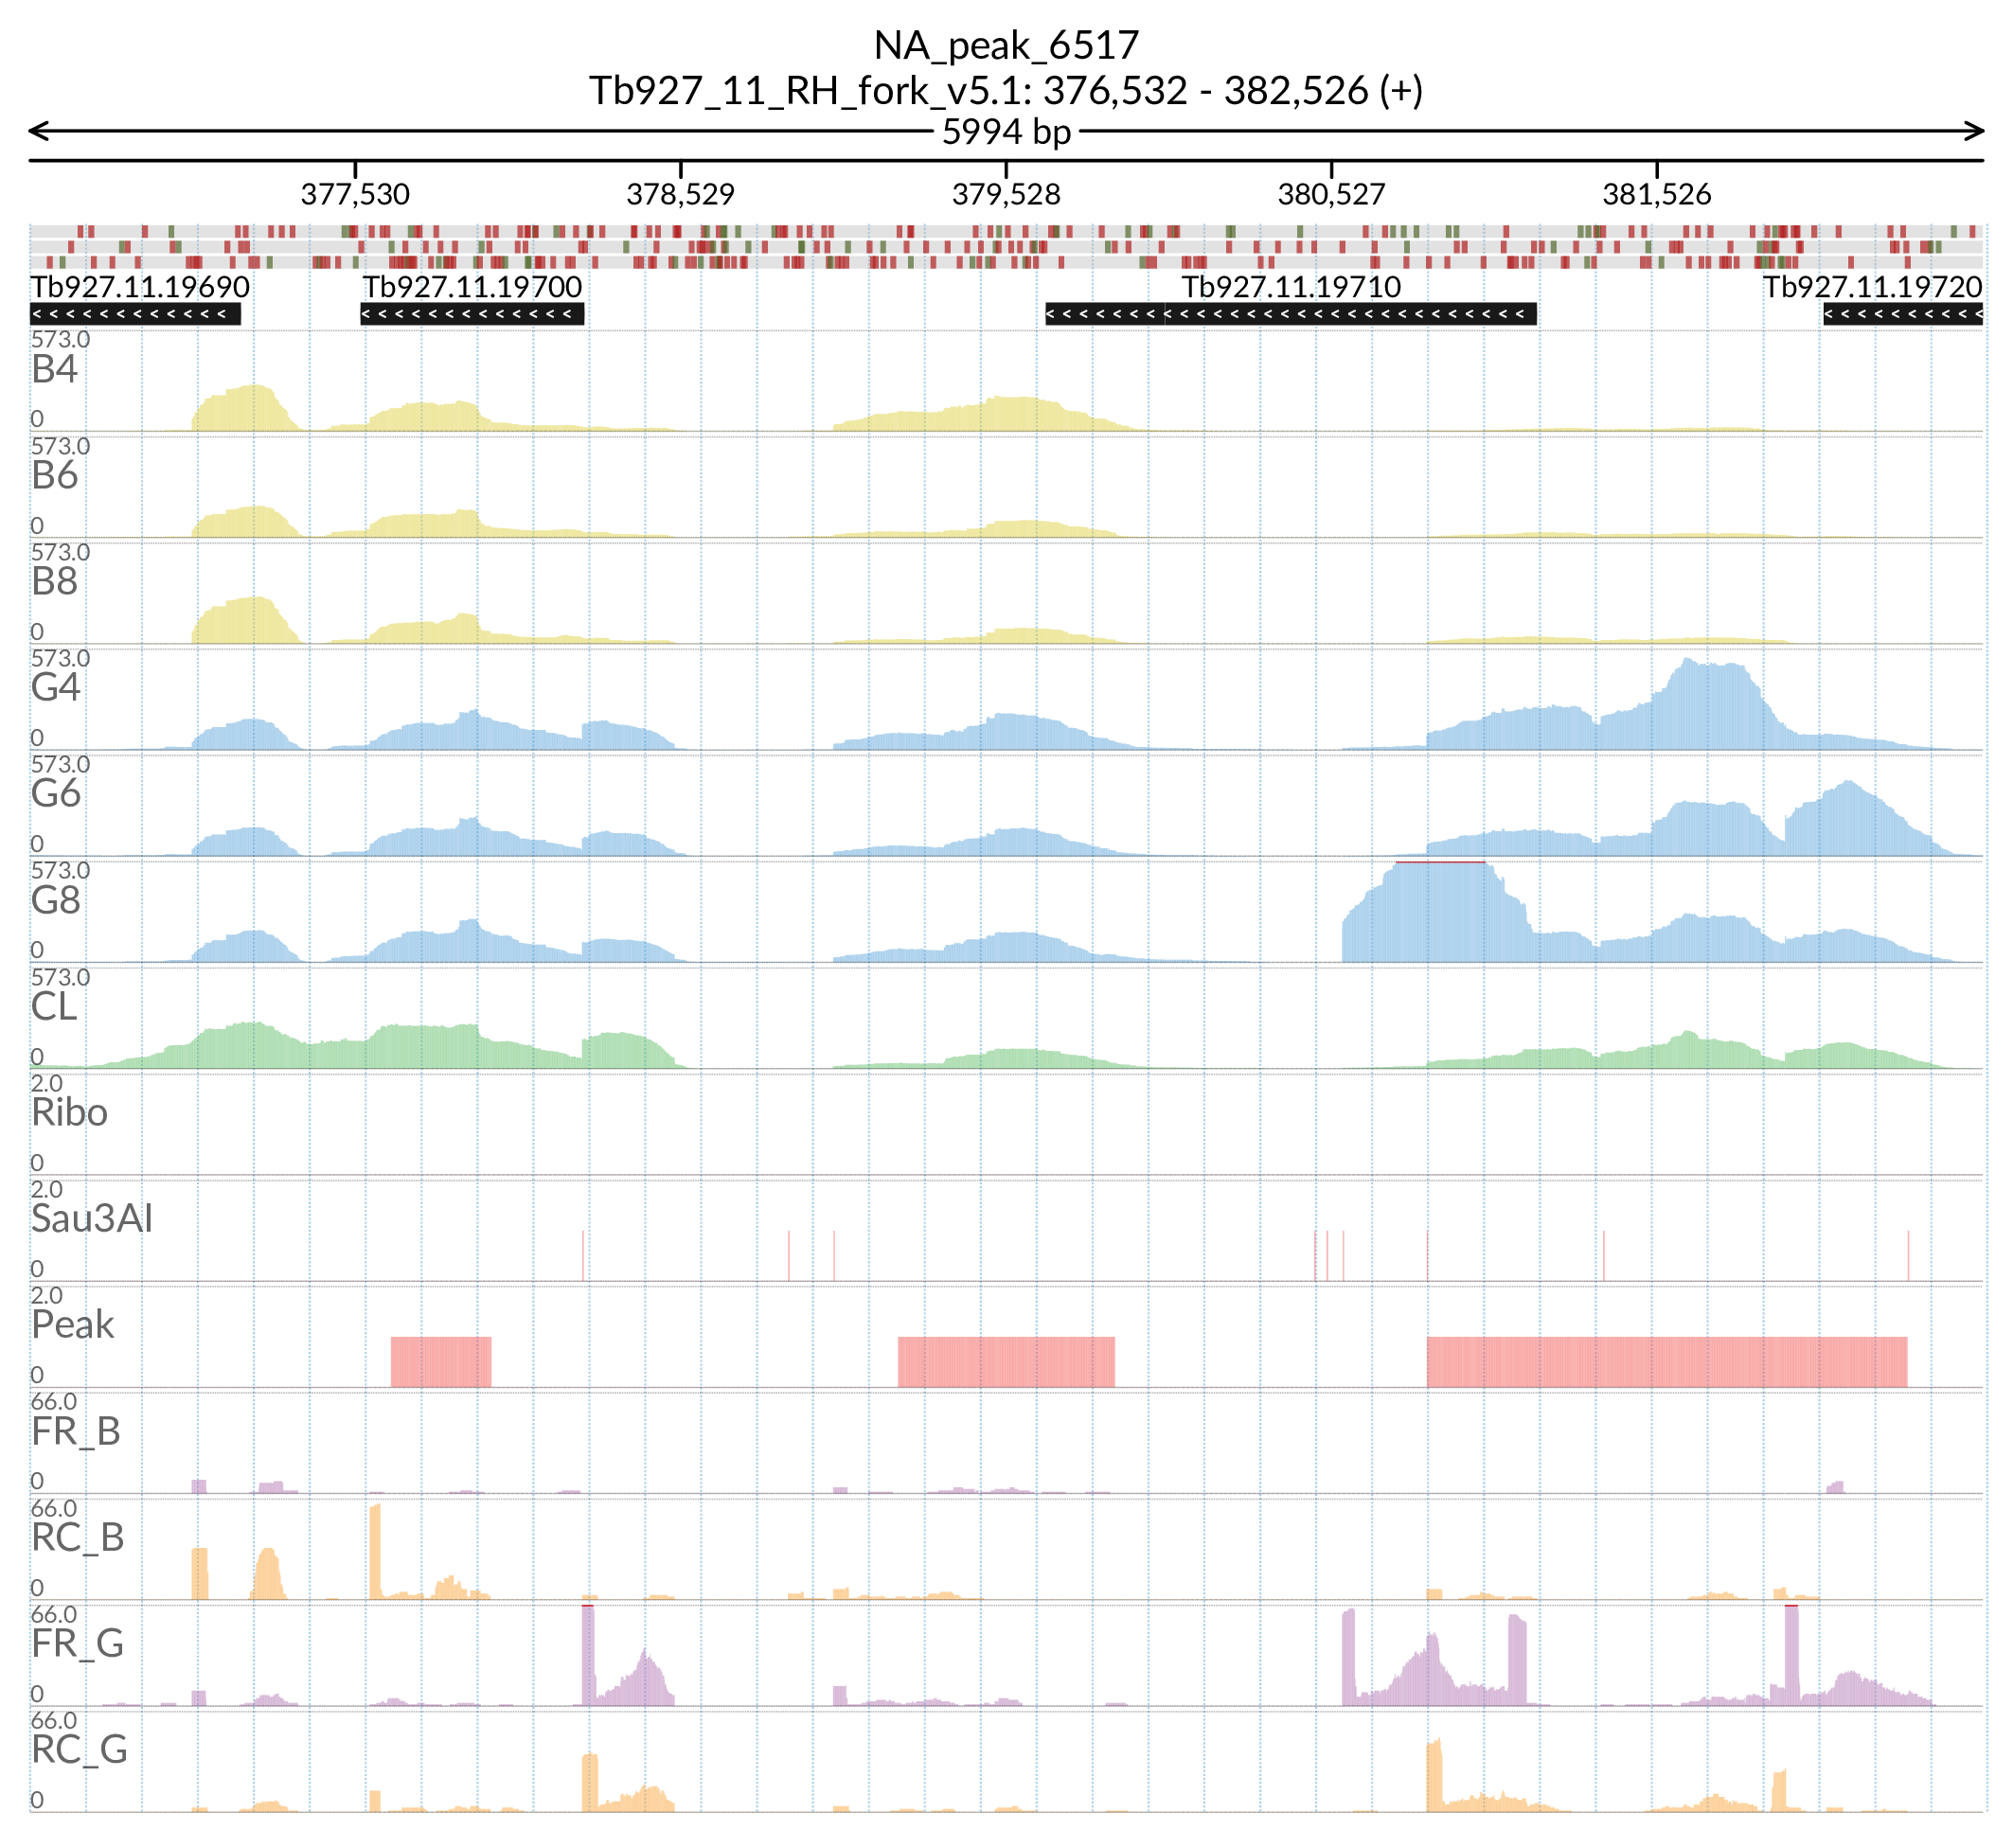 NA_peak_6517
Tb927_11_RH_fork_v5.1: 376,532 - 382,526 (+)
5994 bp
377,530 378,529 379,528 380,527 381,526
Tb927.11.19690 Tb927.11.19700 Tb927.11.19710 Tb927.11.19720
573.0
B4
0
573.0
B6
0
573.0
B8
0
573.0
G4
0
573.0
G6
0
573.0
G8
0
573.0
CL
0
2.0
Ribo
0
2.0
Sau3AI
0
2.0
Peak
0
66.0
FR_B
0
66.0
RC_B
0
66.0
FR_G
0
66.0
RC_G
0